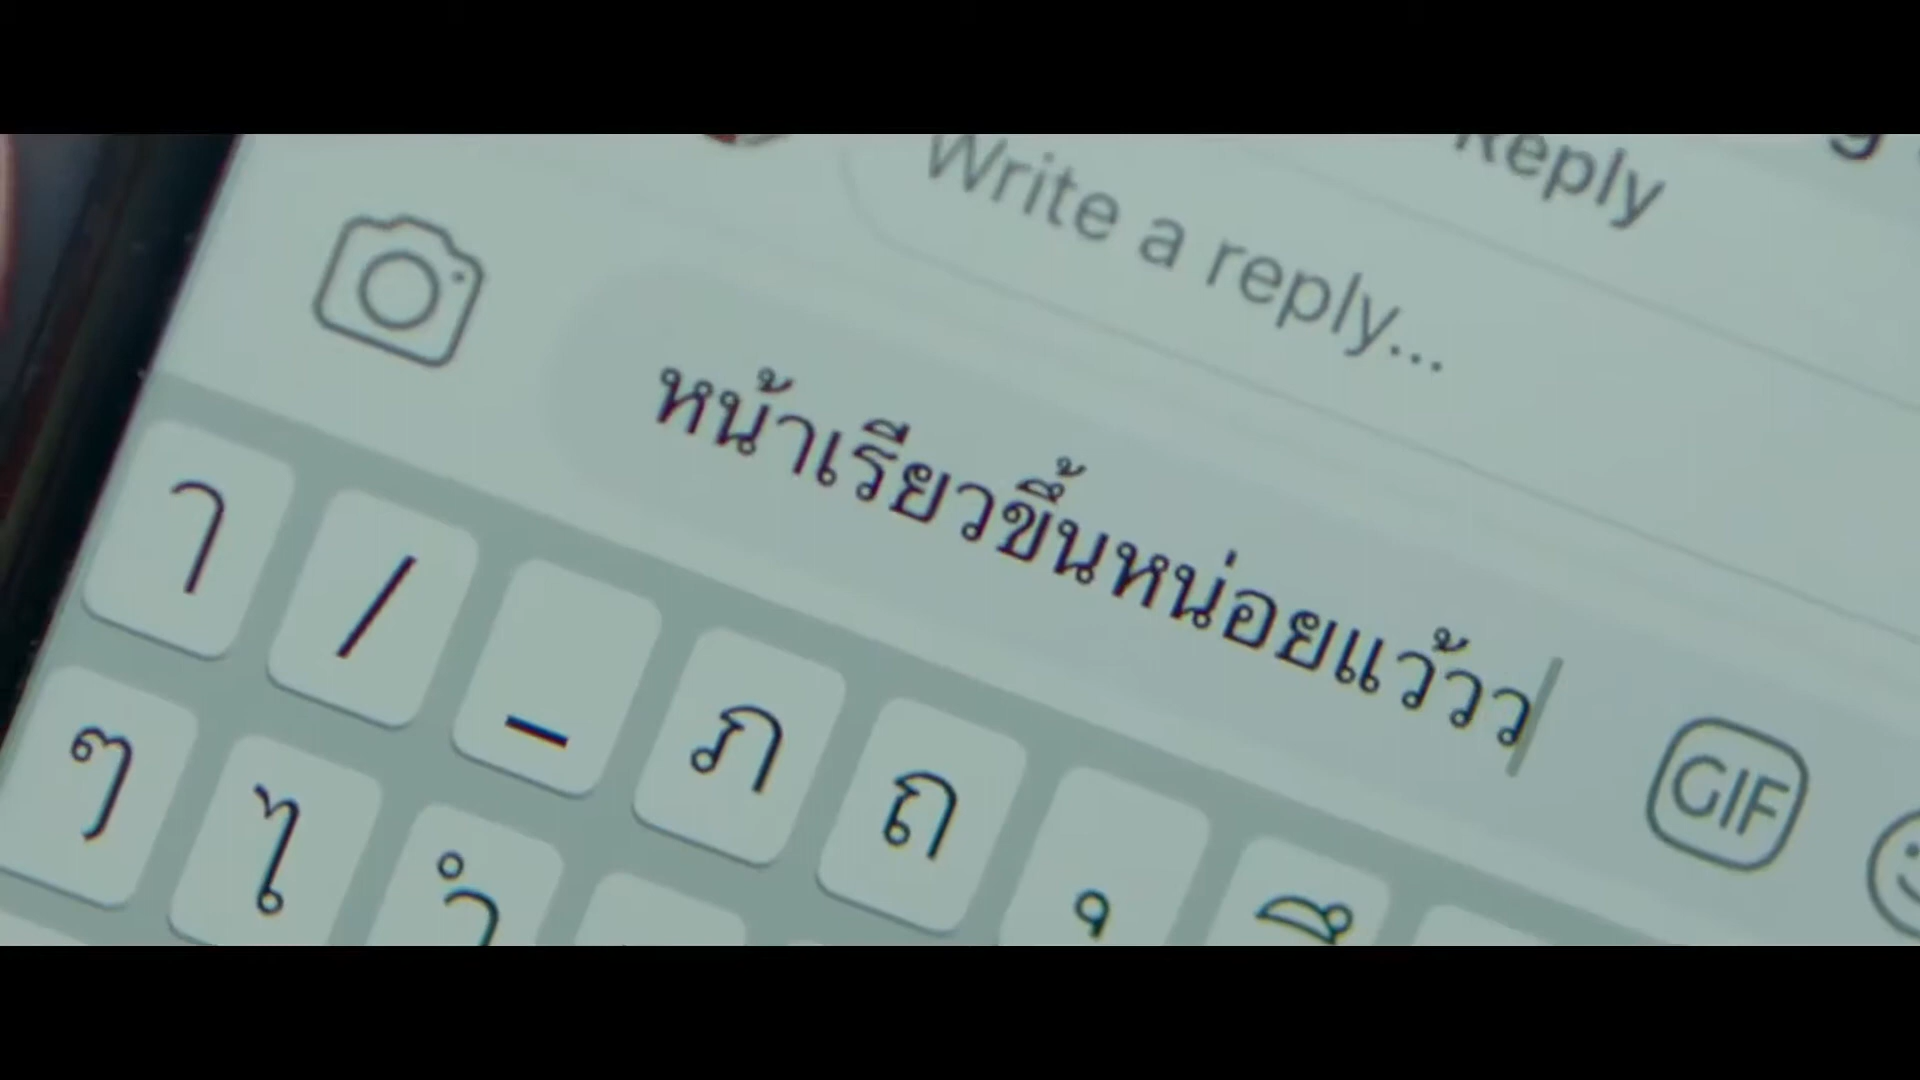 Reply
Write a reply...
หน้าเรียวขึ้นหน่อยแว้วว
GIF
ๅ / _ ภ ถ ุ ึ
ๆ ไ ำ